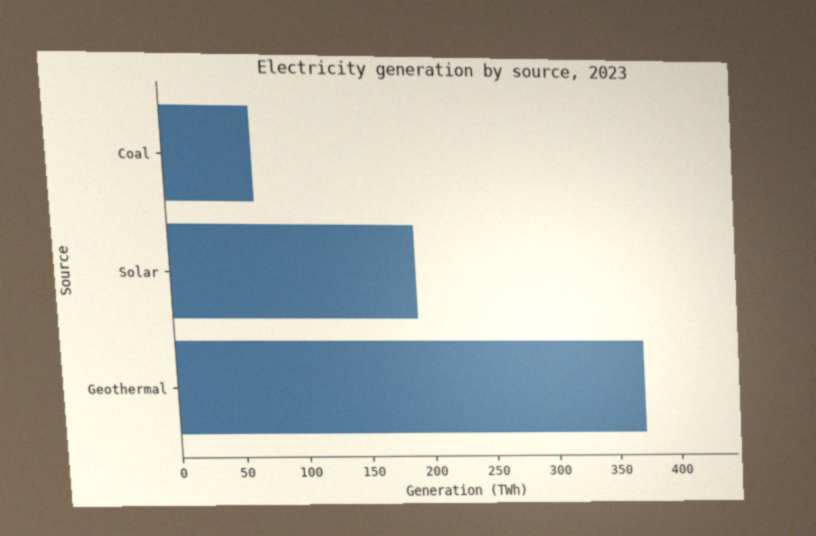 Electricity generation by source, 2023
Coal
Solar
Geothermal
Source
0 50 100 150 200 250 300 350 400
Generation (TWh)